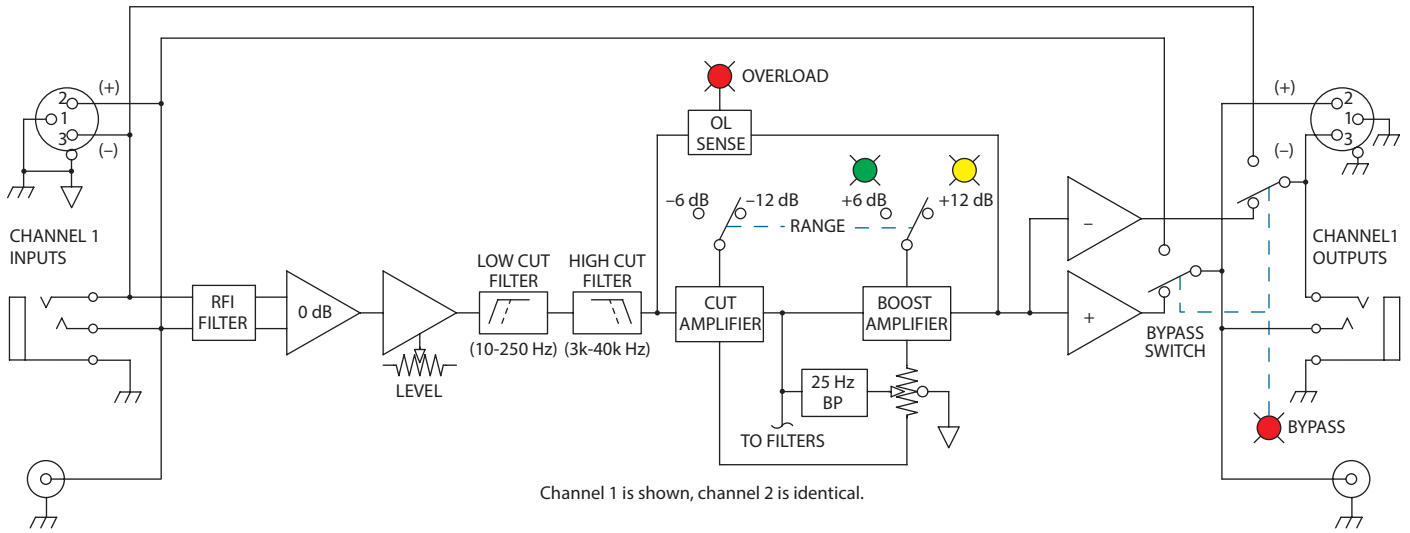 OVERLOAD
(+)
2
1
3
(–)
OL
SENSE
(+)
2
1
3
(–)
–6 dB
–12 dB
+6 dB
+12 dB
RANGE
–
CHANNEL 1
INPUTS
CHANNEL1
OUTPUTS
LOW CUT
FILTER
HIGH CUT
FILTER
RFI
FILTER
0 dB
CUT
AMPLIFIER
BOOST
AMPLIFIER
+
BYPASS
SWITCH
(10-250 Hz)
(3k-40k Hz)
LEVEL
25 Hz
BP
TO FILTERS
BYPASS
Channel 1 is shown, channel 2 is identical.